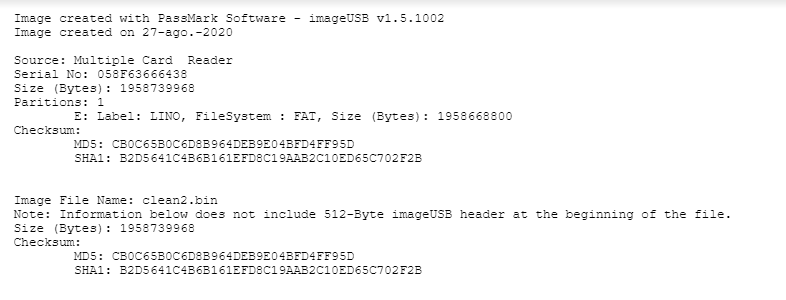 Image created with PassMark Software - imageUSB v1.5.1002
Image created on 27-ago.-2020
Source: Multiple Card  Reader
Serial No: 058F63666438
Size (Bytes): 1958739968
Paritions: 1
E: Label: LINO, FileSystem : FAT, Size (Bytes): 1958668800
Checksum:
MD5: CB0C65B0C6D8B964DEB9E04BFD4FF95D
SHA1: B2D5641C4B6B161EFD8C19AAB2C10ED65C702F2B
Image File Name: clean2.bin
Note: Information below does not include 512-Byte imageUSB header at the beginning of the file.
Size (Bytes): 1958739968
Checksum:
MD5: CB0C65B0C6D8B964DEB9E04BFD4FF95D
SHA1: B2D5641C4B6B161EFD8C19AAB2C10ED65C702F2B